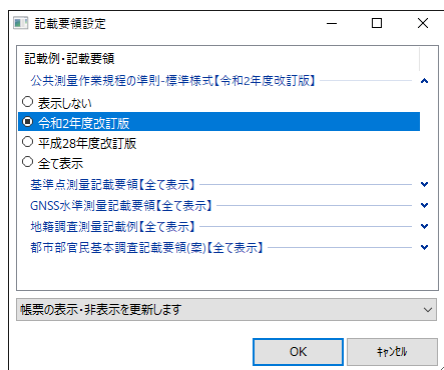 記載要領設定
記載例・記載要領
公共測量作業規程の準則-標準様式【令和2年度改訂版】
表示しない
令和2年度改訂版
平成28年度改訂版
全て表示
基準点測量記載要領【全て表示】
GNSS水準測量記載要領【全て表示】
地籍調査測量記載例【全て表示】
都市部官民基本調査記載要領(案)【全て表示】
帳票の表示・非表示を更新します
OK
ｷｬﾝｾﾙ